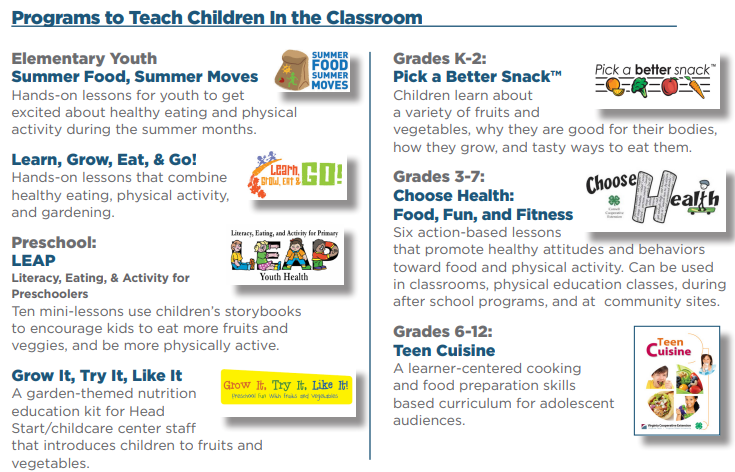 Programs to Teach Children In the Classroom
Elementary Youth
Summer Food, Summer Moves
Hands-on lessons for youth to get
excited about healthy eating and physical
activity during the summer months.
SUMMER
FOOD
SUMMER
MOVES
Learn, Grow, Eat, & Go!
Hands-on lessons that combine
healthy eating, physical activity,
and gardening.
Learn,
Grow, Eat &
GO!
Preschool:
LEAP
Literacy, Eating, & Activity for
Preschoolers
Ten mini-lessons use children's storybooks
to encourage kids to eat more fruits and
veggies, and be more physically active.
Literacy, Eating, and Activity for Primary
LEAP
Youth Health
Grow It, Try It, Like It
A garden-themed nutrition
education kit for Head
Start/childcare center staff
that introduces children to fruits and
vegetables.
Grow It, Try It, Like It!
Preschool Fun With Fruits and Vegetables
Grades K-2:
Pick a Better Snack™
Children learn about
a variety of fruits and
vegetables, why they are good for their bodies,
how they grow, and tasty ways to eat them.
Pick a better snack™
Grades 3-7:
Choose Health:
Food, Fun, and Fitness
Six action-based lessons
that promote healthy attitudes and behaviors
toward food and physical activity. Can be used
in classrooms, physical education classes, during
after school programs, and at community sites.
Choose
Health
Cornell
Cooperative
Extension
Grades 6-12:
Teen Cuisine
A learner-centered cooking
and food preparation skills
based curriculum for adolescent
audiences.
Teen
Cuisine
Virginia Cooperative Extension